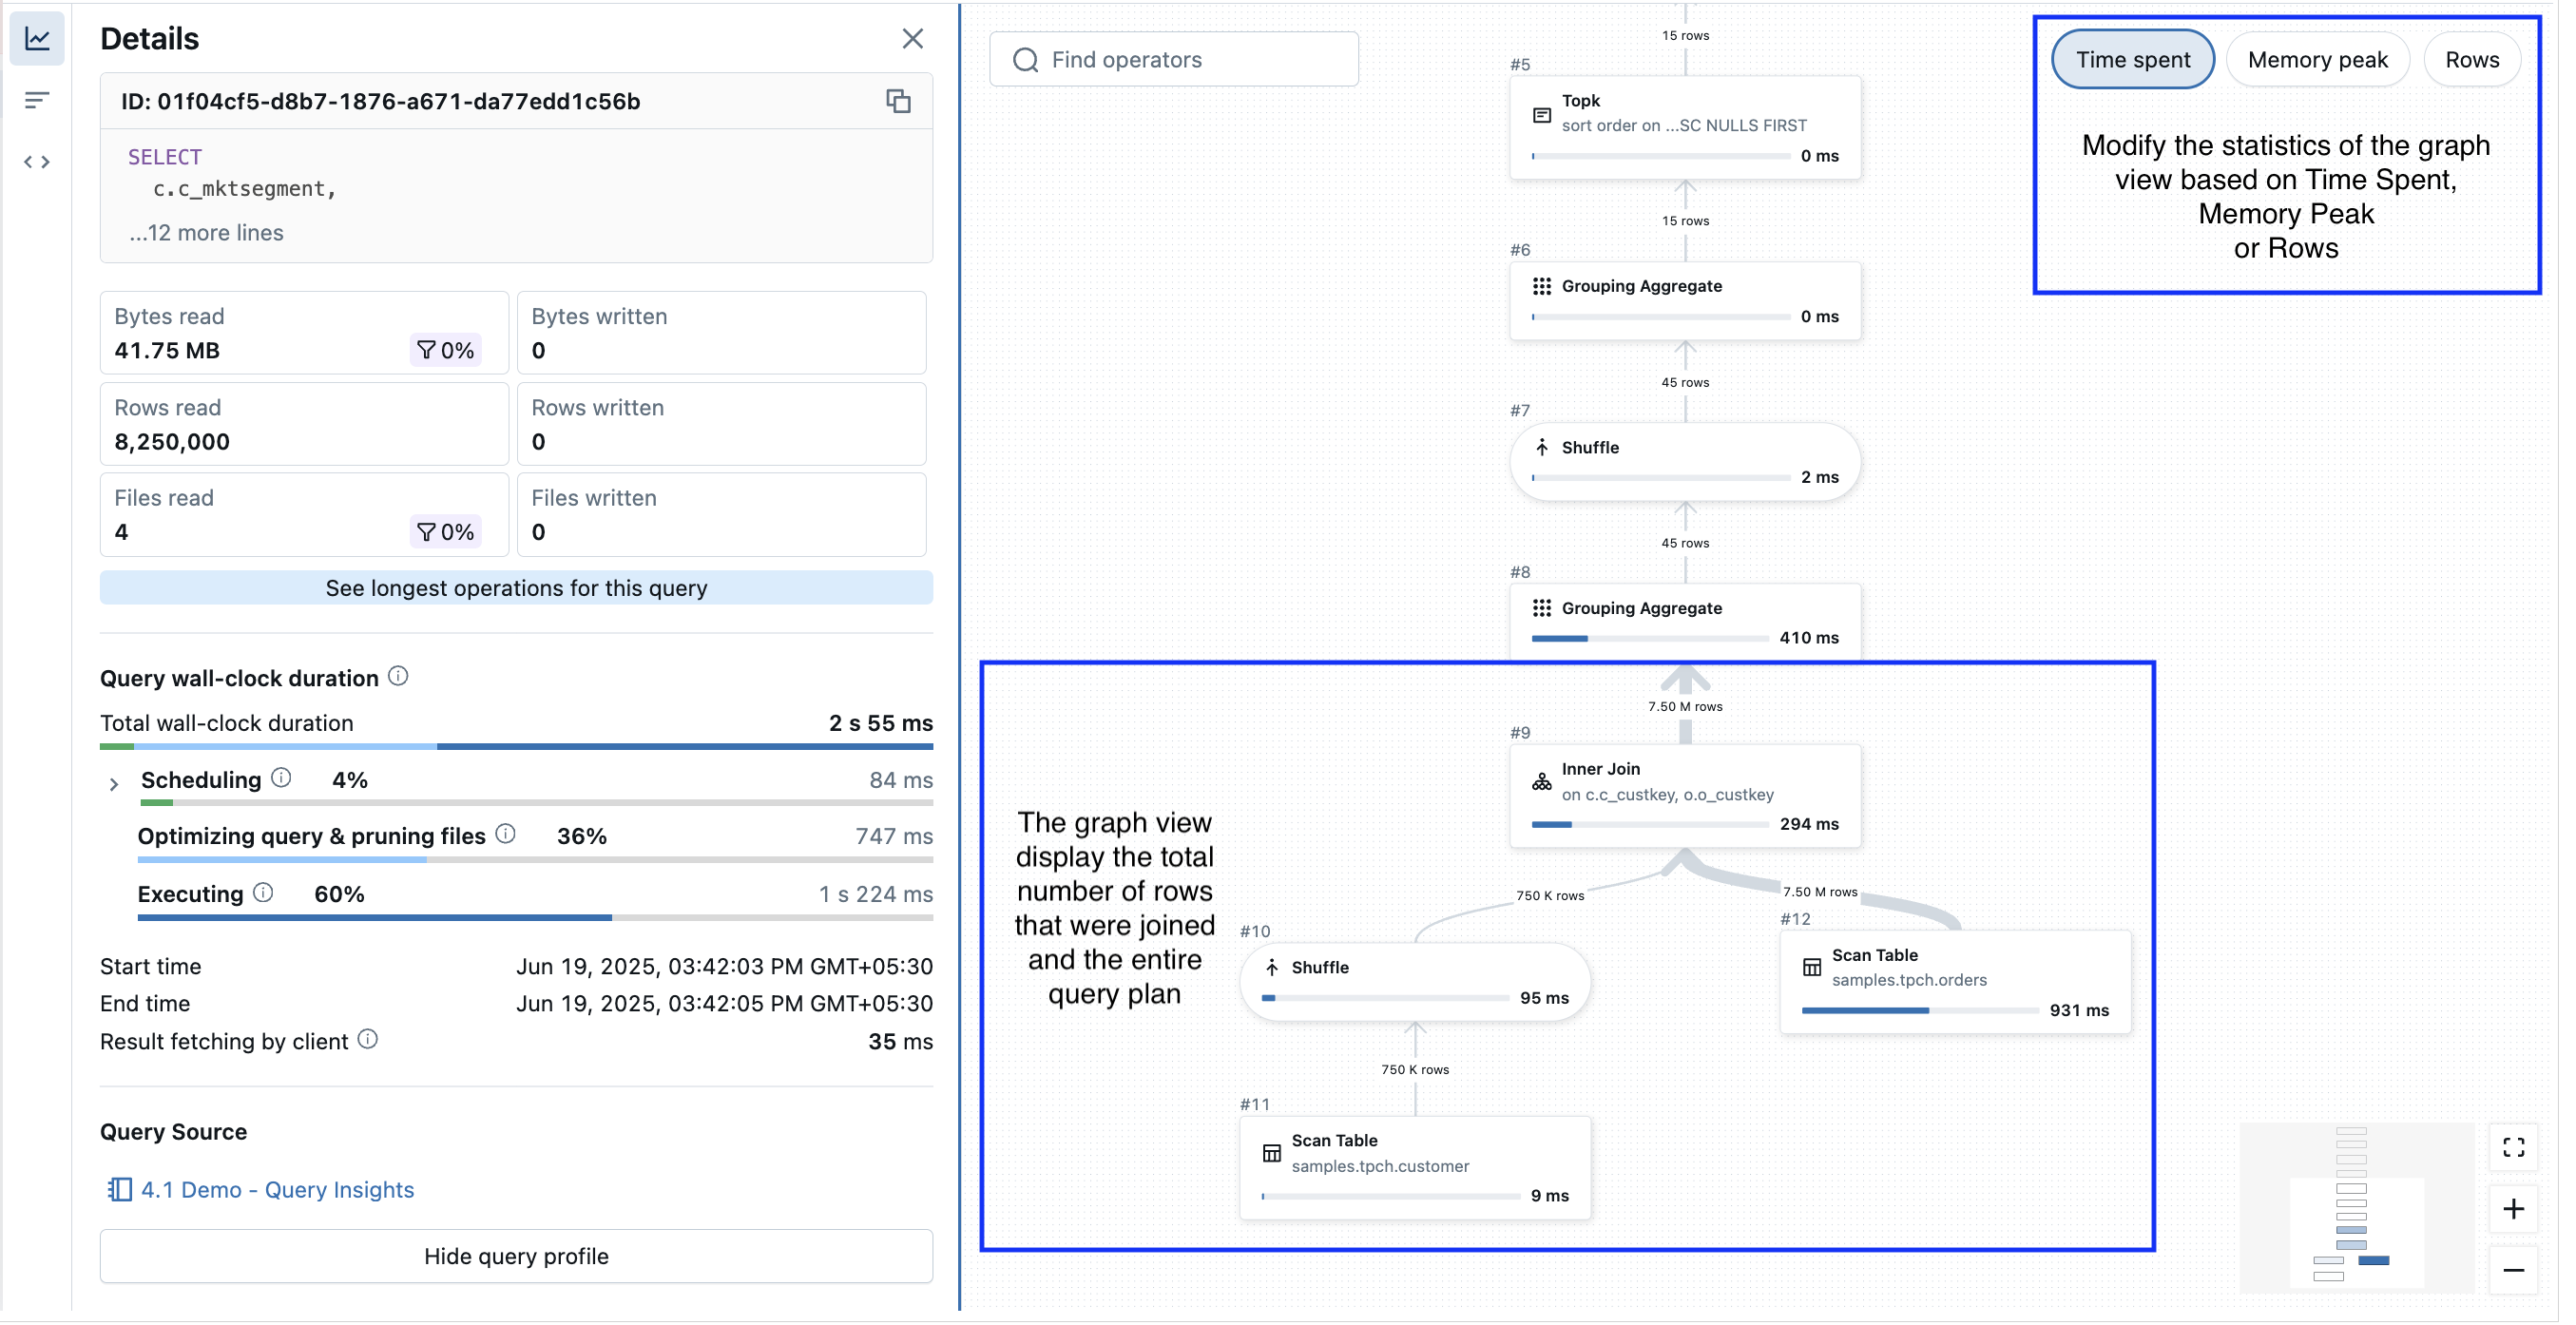 Details
ID: 01f04cf5-d8b7-1876-a671-da77edd1c56b
SELECT
c.c_mktsegment,
...12 more lines
Bytes read
41.75 MB
0%
Bytes written
0
Rows read
8,250,000
Rows written
0
Files read
4
0%
Files written
0
See longest operations for this query
Query wall-clock duration
Total wall-clock duration 2 s 55 ms
Scheduling 4% 84 ms
Optimizing query & pruning files 36% 747 ms
Executing 60% 1 s 224 ms
Start time Jun 19, 2025, 03:42:03 PM GMT+05:30
End time Jun 19, 2025, 03:42:05 PM GMT+05:30
Result fetching by client 35 ms
Query Source
4.1 Demo - Query Insights
Hide query profile
Find operators
15 rows
#5
Topk
sort order on ...SC NULLS FIRST
0 ms
15 rows
#6
Grouping Aggregate
0 ms
45 rows
#7
Shuffle
2 ms
45 rows
#8
Grouping Aggregate
410 ms
7.50 M rows
#9
Inner Join
on c.c_custkey, o.o_custkey
294 ms
750 K rows
7.50 M rows
#10
Shuffle
95 ms
#12
Scan Table
samples.tpch.orders
931 ms
750 K rows
#11
Scan Table
samples.tpch.customer
9 ms
The graph view
display the total
number of rows
that were joined
and the entire
query plan
Time spent
Memory peak
Rows
Modify the statistics of the graph
view based on Time Spent,
Memory Peak
or Rows